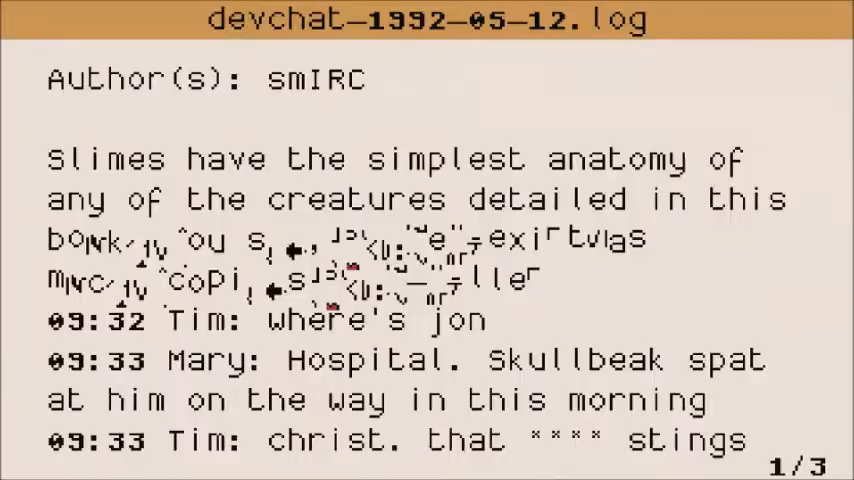 devchat-1992-05-12.log
Author(s): smIRC
Slimes have the simplest anatomy of
any of the creatures detailed in this
09:32 Tim: where's jon
09:33 Mary: Hospital. Skullbeak spat
at him on the way in this morning
09:33 Tim: christ. that **** stings
1/3